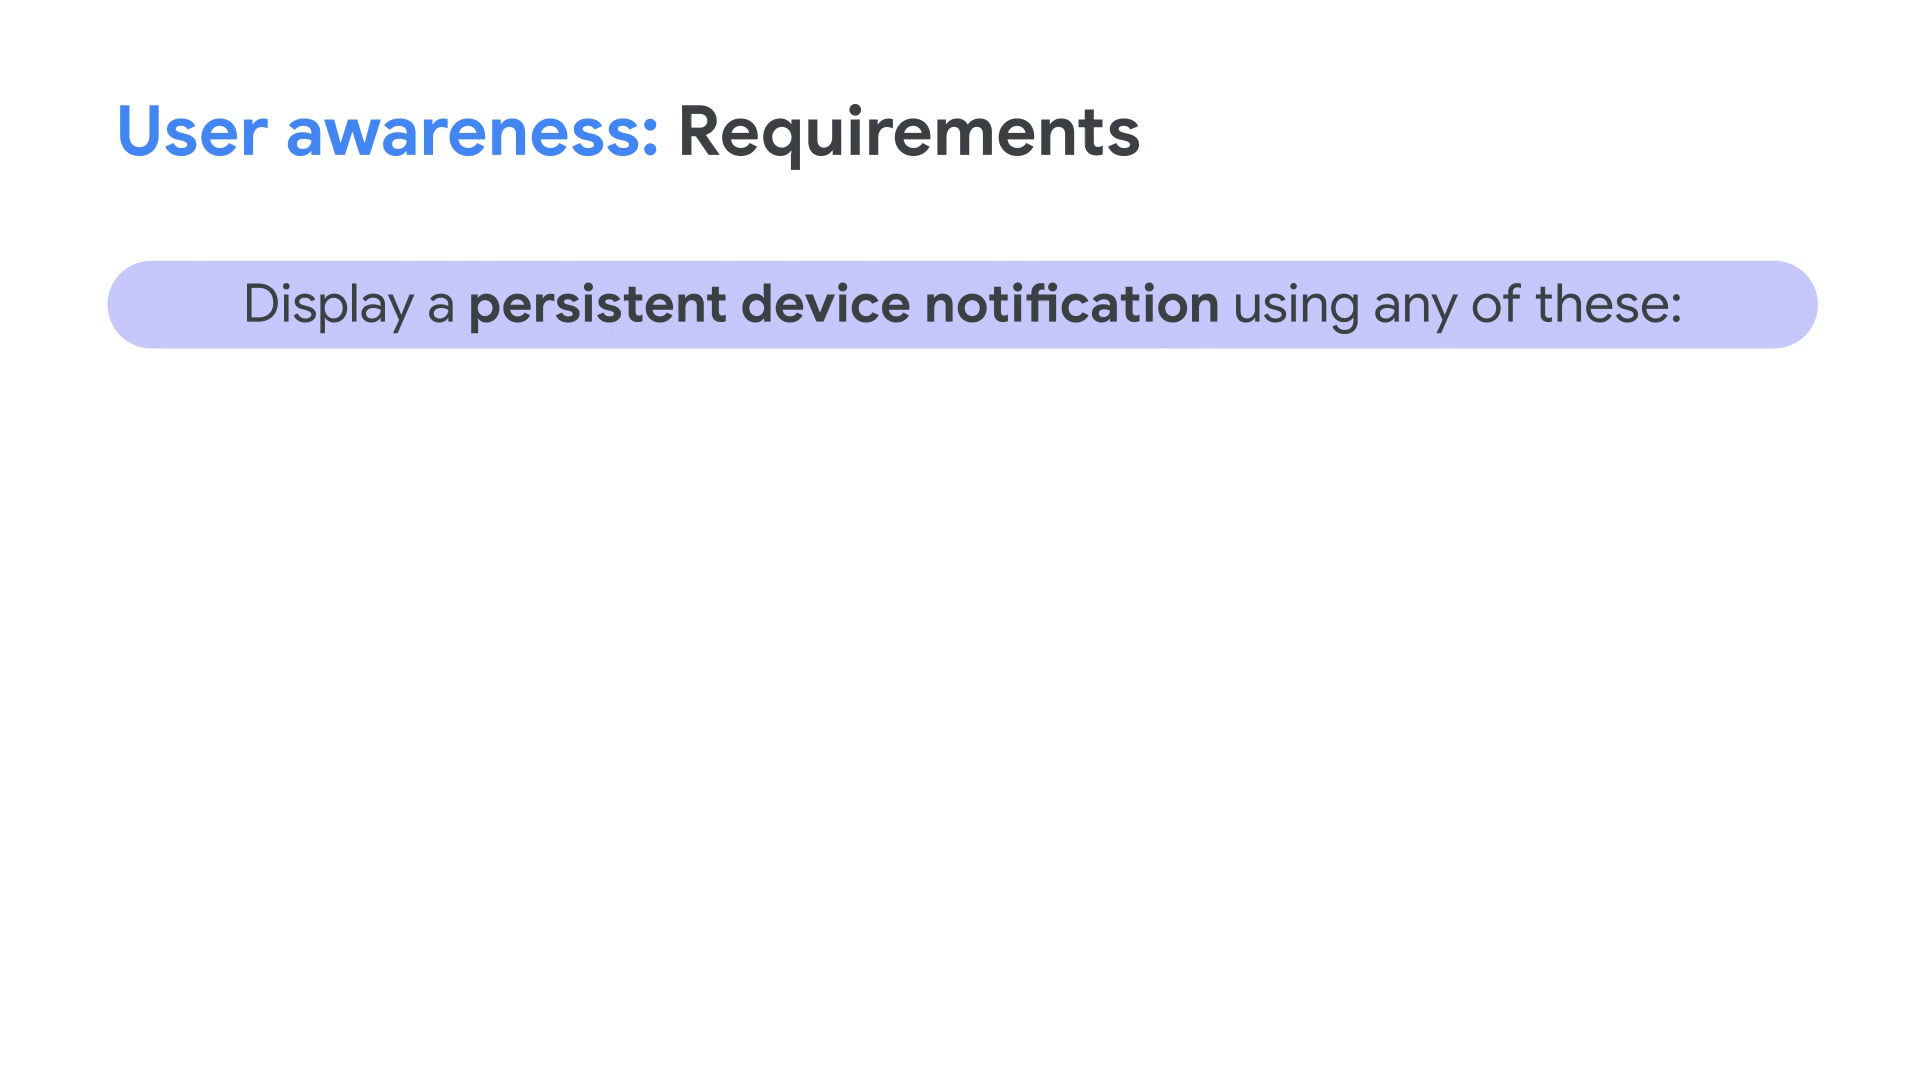 User awareness: Requirements
Display a persistent device notification using any of these: